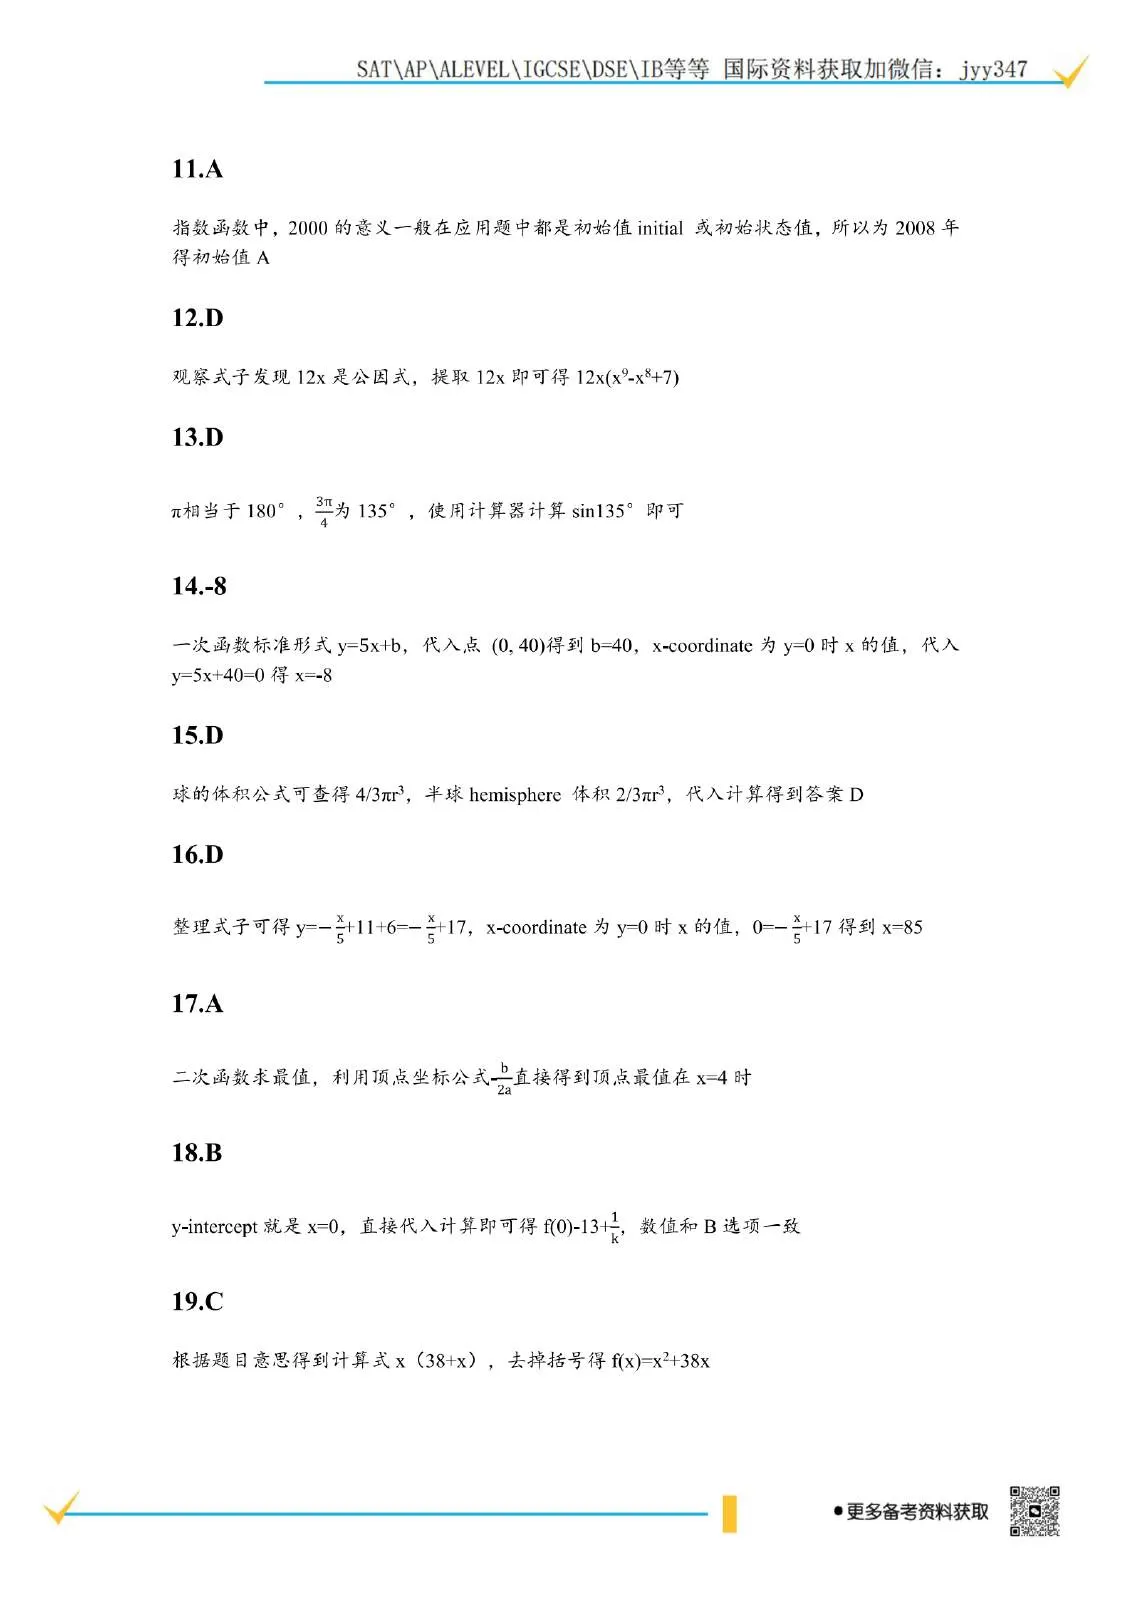 SAT\AP\ALEVEL\IGCSE\DSE\IB等等 国际资料获取加微信：jyy347
11.A
指数函数中，2000 的意义一般在应用题中都是初始值 initial 或初始状态值，所以为 2008 年
得初始值 A
12.D
观察式子发现 12x 是公因式，提取 12x 即可得 12x(x⁹-x⁸+7)
13.D
π相当于 180°，3π/4为 135°，使用计算器计算 sin135°即可
14.-8
一次函数标准形式 y=5x+b，代入点 (0, 40)得到 b=40，x-coordinate 为 y=0 时 x 的值，代入
y=5x+40=0 得 x=-8
15.D
球的体积公式可查得 4/3πr³，半球 hemisphere 体积 2/3πr³，代入计算得到答案 D
16.D
整理式子可得 y=−x/5+11+6=−x/5+17，x-coordinate 为 y=0 时 x 的值，0=−x/5+17 得到 x=85
17.A
二次函数求最值，利用顶点坐标公式-b/2a直接得到顶点最值在 x=4 时
18.B
y-intercept 就是 x=0，直接代入计算即可得 f(0)-13+1/k，数值和 B 选项一致
19.C
根据题目意思得到计算式 x（38+x），去掉括号得 f(x)=x²+38x
•更多备考资料获取